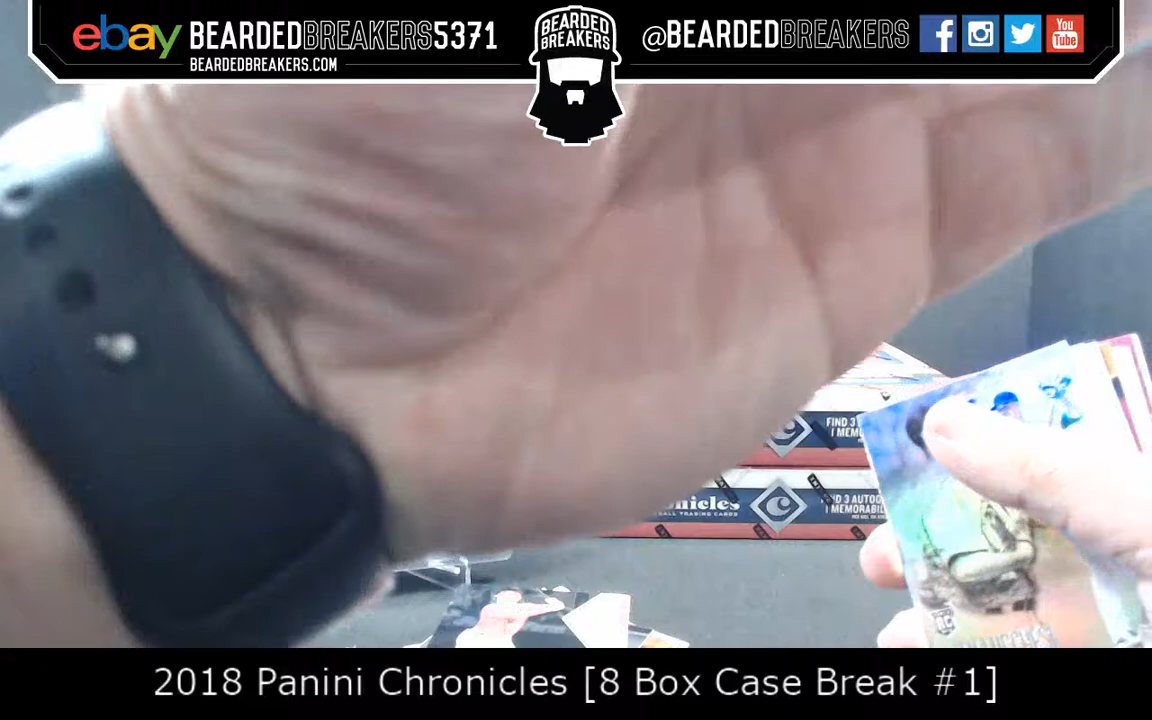 ebay BEARDEDBREAKERS5371
BEARDEDBREAKERS.COM
BEARDED
BREAKERS
@BEARDEDBREAKERS
You
Tube
FIND 3
1 MEM
nicles
FIND 3 AUTO
MEMORABIL
RC
2018 Panini Chronicles [8 Box Case Break #1]